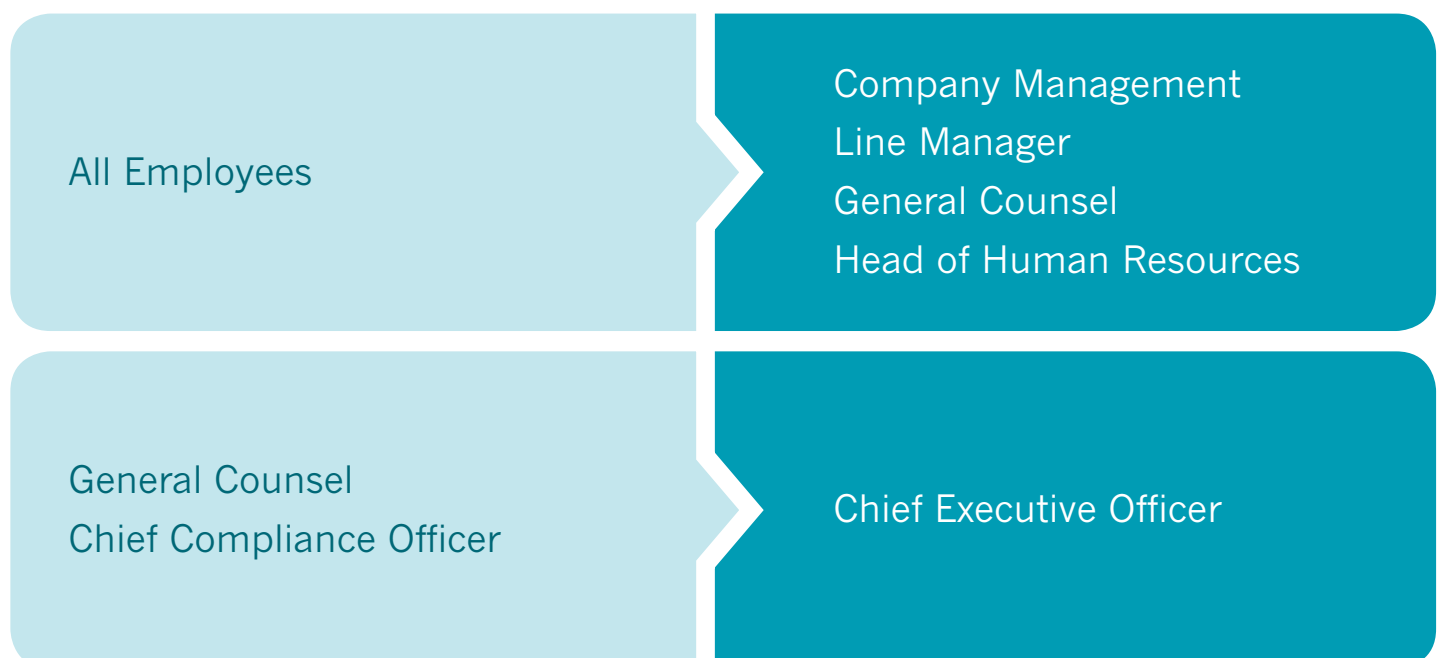 All Employees
Company Management
Line Manager
General Counsel
Head of Human Resources
General Counsel
Chief Compliance Officer
Chief Executive Officer